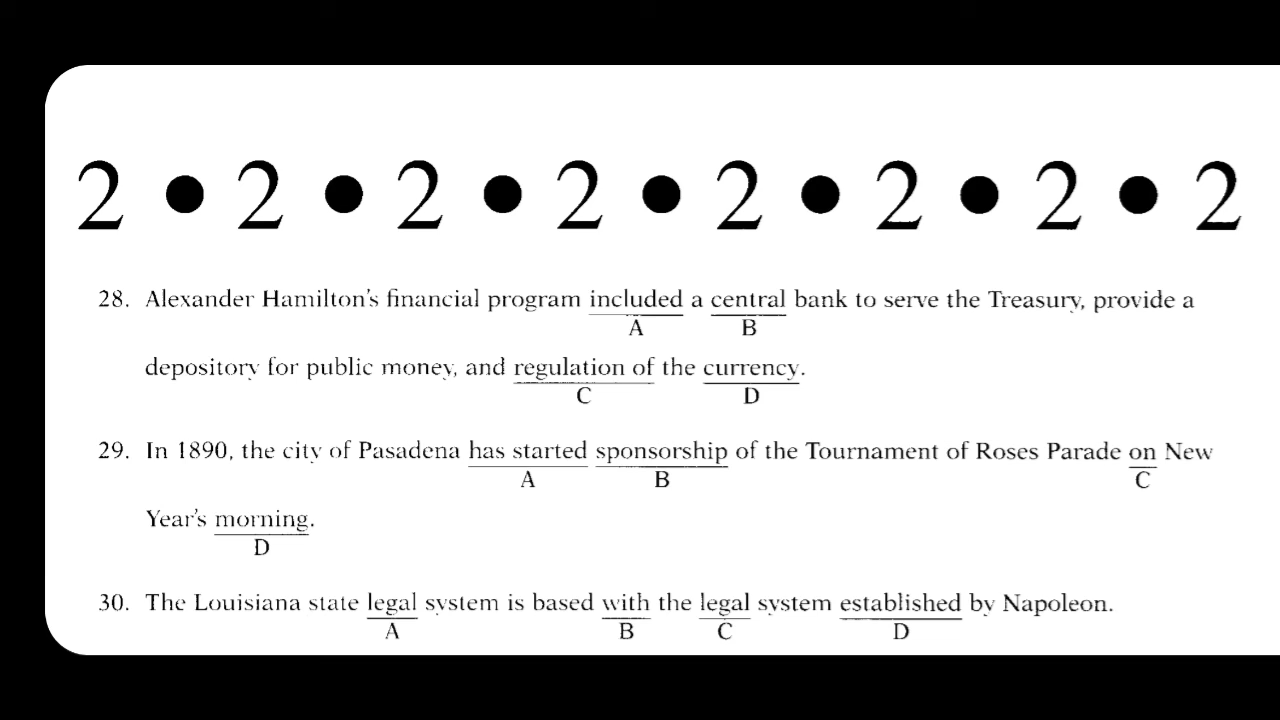 2 • 2 • 2 • 2 • 2 • 2 • 2 • 2
28. Alexander Hamilton's financial program included a central bank to serve the Treasury, provide a
A B
depository for public money, and regulation of the currency.
C D
29. In 1890, the city of Pasadena has started sponsorship of the Tournament of Roses Parade on New
A B C
Year's morning.
D
30. The Louisiana state legal system is based with the legal system established by Napoleon.
A B C D